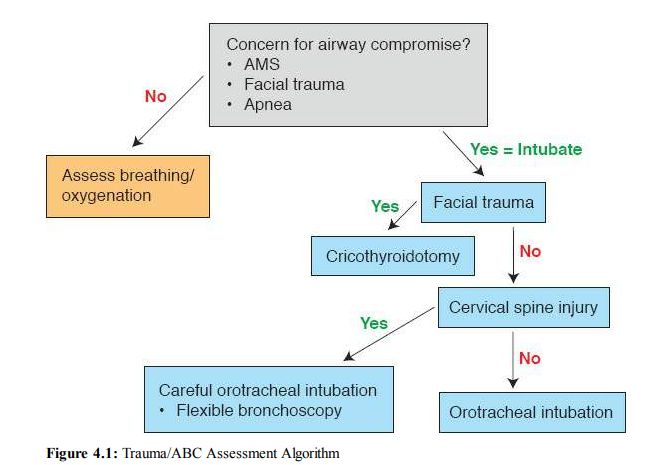 Concern for airway compromise?
• AMS
• Facial trauma
• Apnea
No
Yes = Intubate
Assess breathing/
oxygenation
Facial trauma
Yes
Cricothyroidotomy
No
Cervical spine injury
Yes
No
Careful orotracheal intubation
• Flexible bronchoscopy
Orotracheal intubation
Figure 4.1: Trauma/ABC Assessment Algorithm